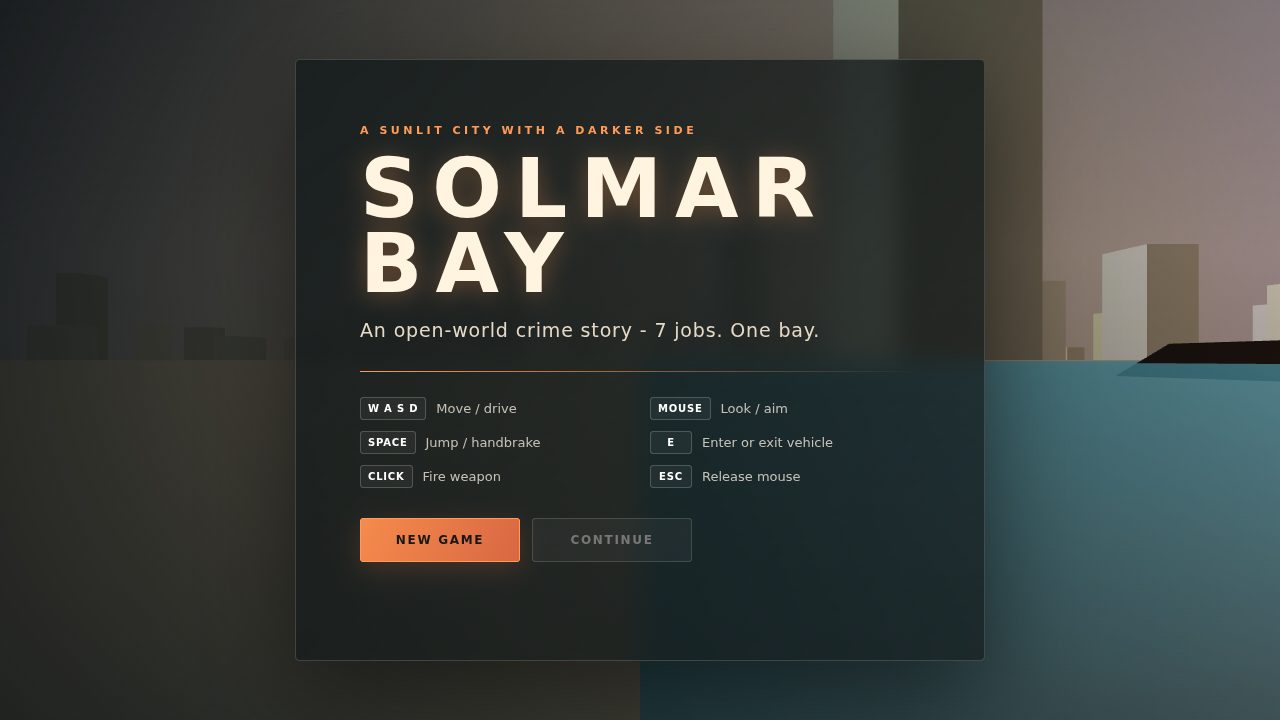 A SUNLIT CITY WITH A DARKER SIDE
SOLMAR
BAY
An open-world crime story - 7 jobs. One bay.
W A S D Move / drive
MOUSE Look / aim
SPACE Jump / handbrake
E Enter or exit vehicle
CLICK Fire weapon
ESC Release mouse
NEW GAME
CONTINUE